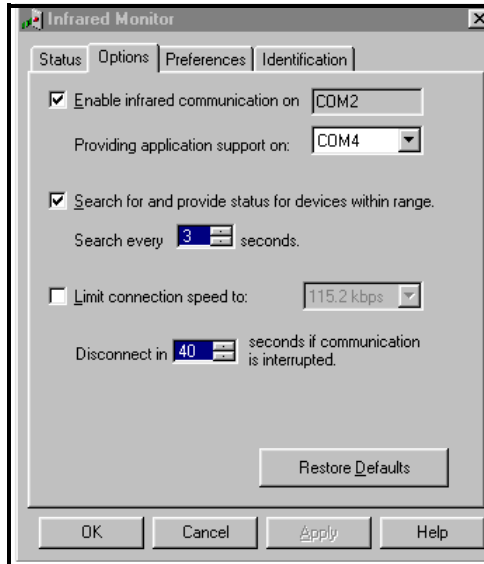 Infrared Monitor
Status Options Preferences Identification
Enable infrared communication on COM2
Providing application support on: COM4
Search for and provide status for devices within range.
Search every 3 seconds.
Limit connection speed to: 115.2 kbps
Disconnect in 40 seconds if communication
is interrupted.
Restore Defaults
OK Cancel Apply Help